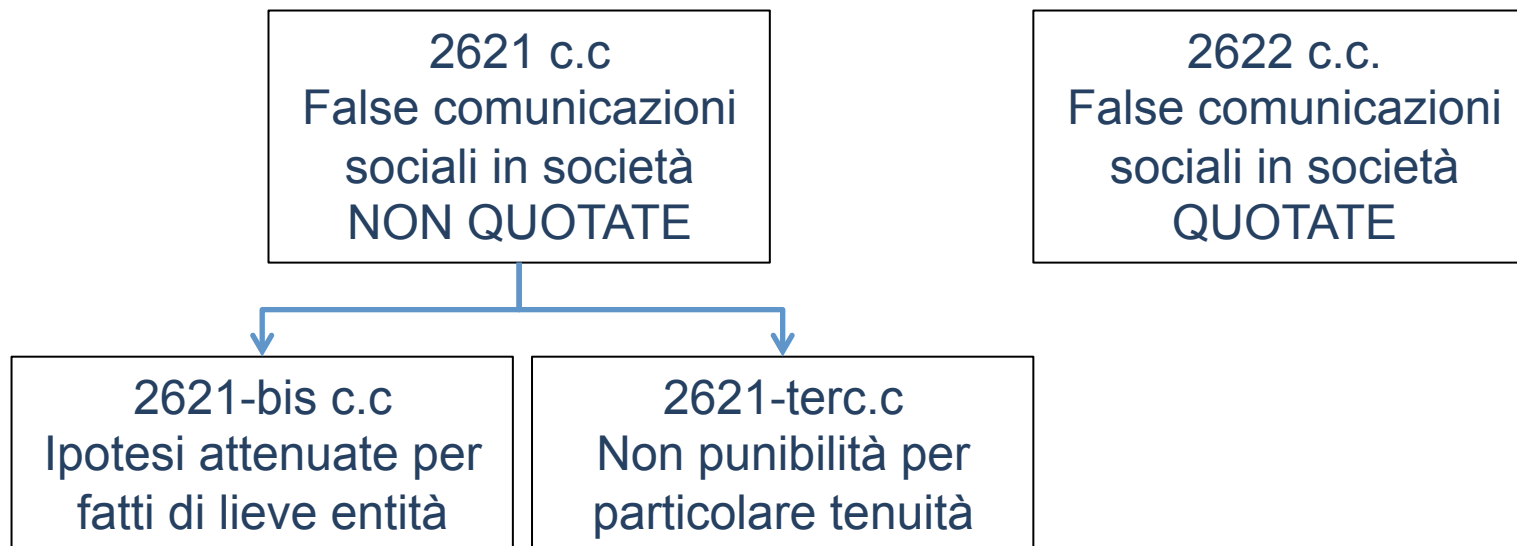 2621 c.c
False comunicazioni
sociali in società
NON QUOTATE
2622 c.c.
False comunicazioni
sociali in società
QUOTATE
2621-bis c.c
Ipotesi attenuate per
fatti di lieve entità
2621-terc.c
Non punibilità per
particolare tenuità